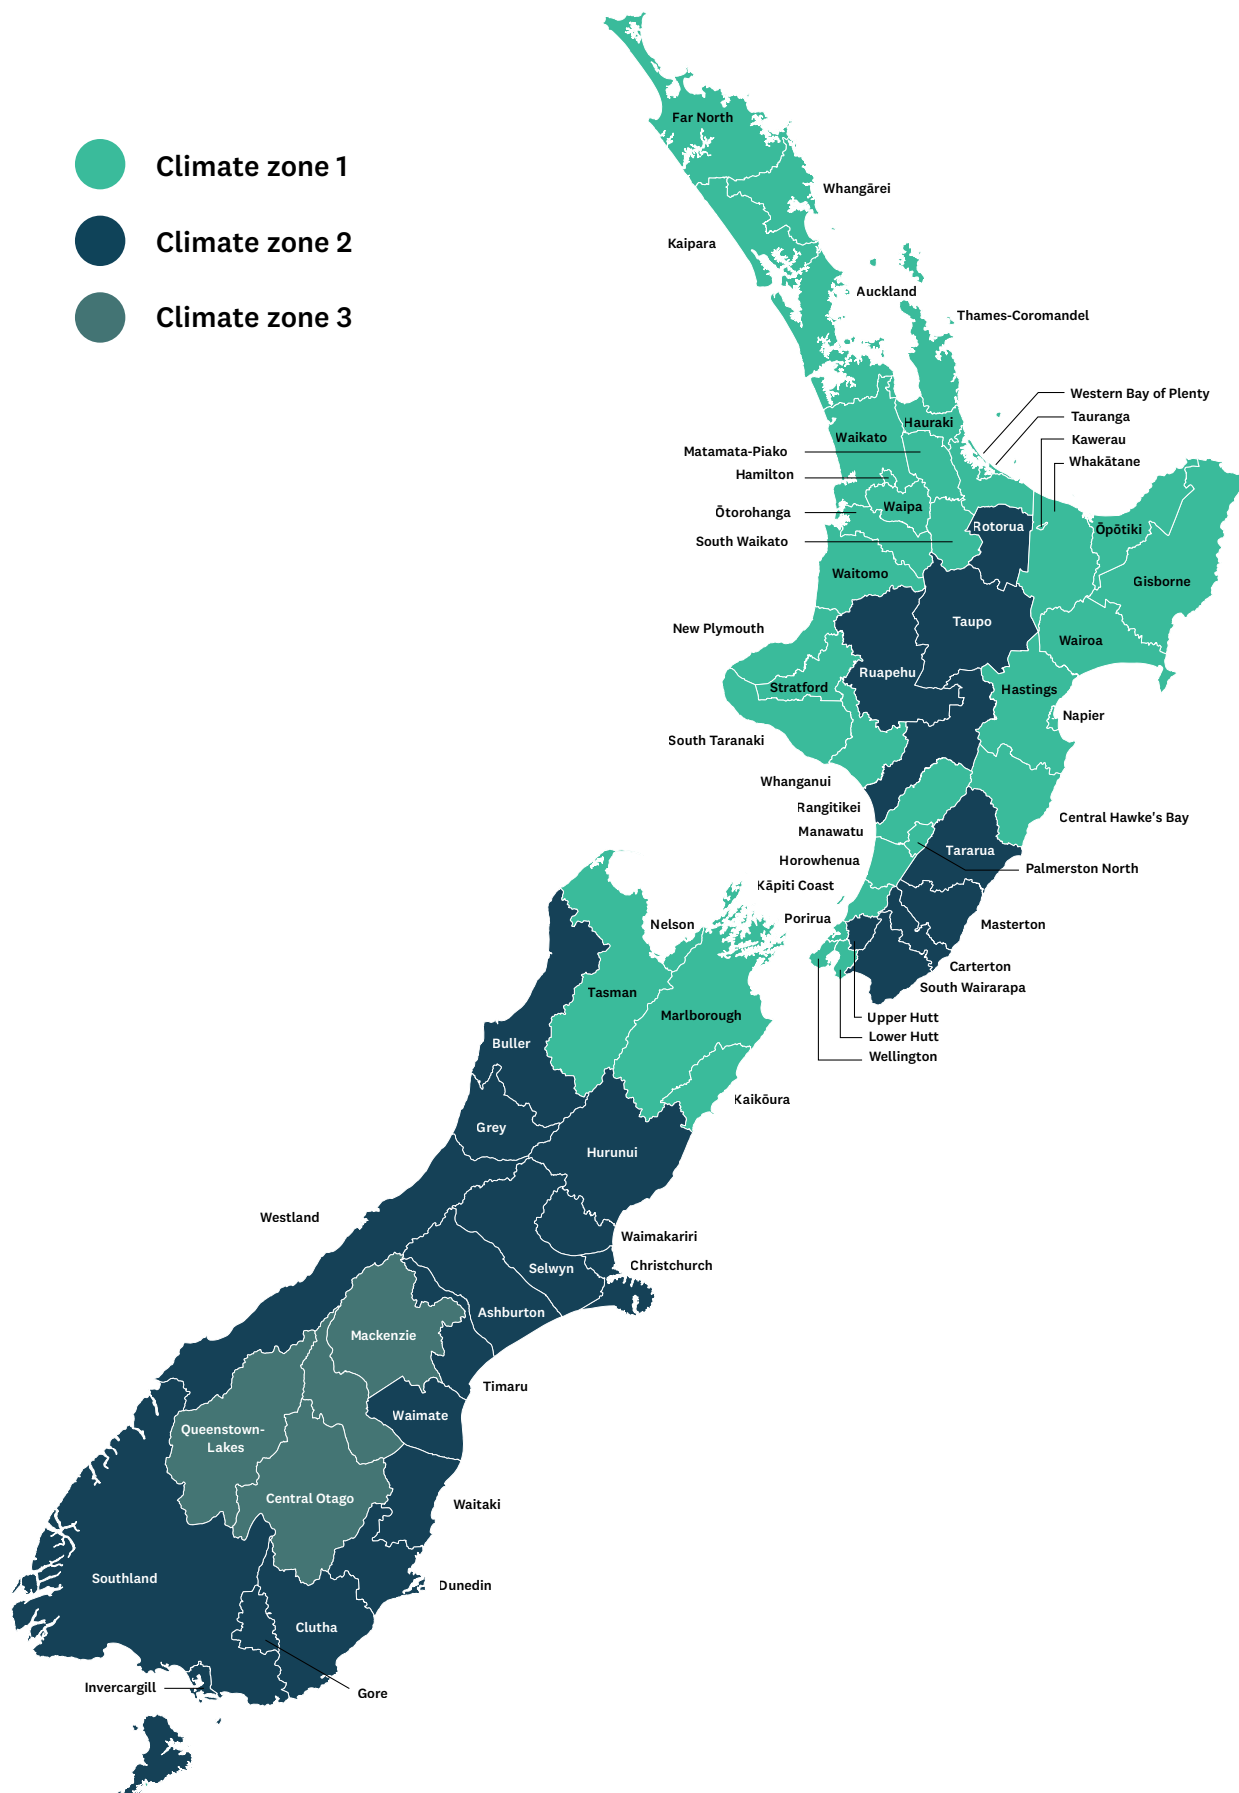 Climate zone 1
Climate zone 2
Climate zone 3
Far North
Whangārei
Kaipara
Auckland
Thames-Coromandel
Western Bay of Plenty
Tauranga
Hauraki
Waikato
Kawerau
Matamata-Piako
Whakātane
Hamilton
Waipa
Ōtorohanga
Rotorua
Ōpōtiki
South Waikato
Waitomo
Gisborne
Taupo
New Plymouth
Wairoa
Ruapehu
Stratford
Hastings
Napier
South Taranaki
Whanganui
Rangitikei
Central Hawke's Bay
Manawatu
Tararua
Horowhenua
Palmerston North
Kāpiti Coast
Porirua
Nelson
Masterton
Carterton
South Wairarapa
Tasman
Marlborough
Upper Hutt
Lower Hutt
Wellington
Buller
Kaikōura
Grey
Hurunui
Westland
Waimakariri
Christchurch
Selwyn
Ashburton
Mackenzie
Timaru
Waimate
Queenstown-
Lakes
Central Otago
Waitaki
Southland
Dunedin
Clutha
Invercargill
Gore